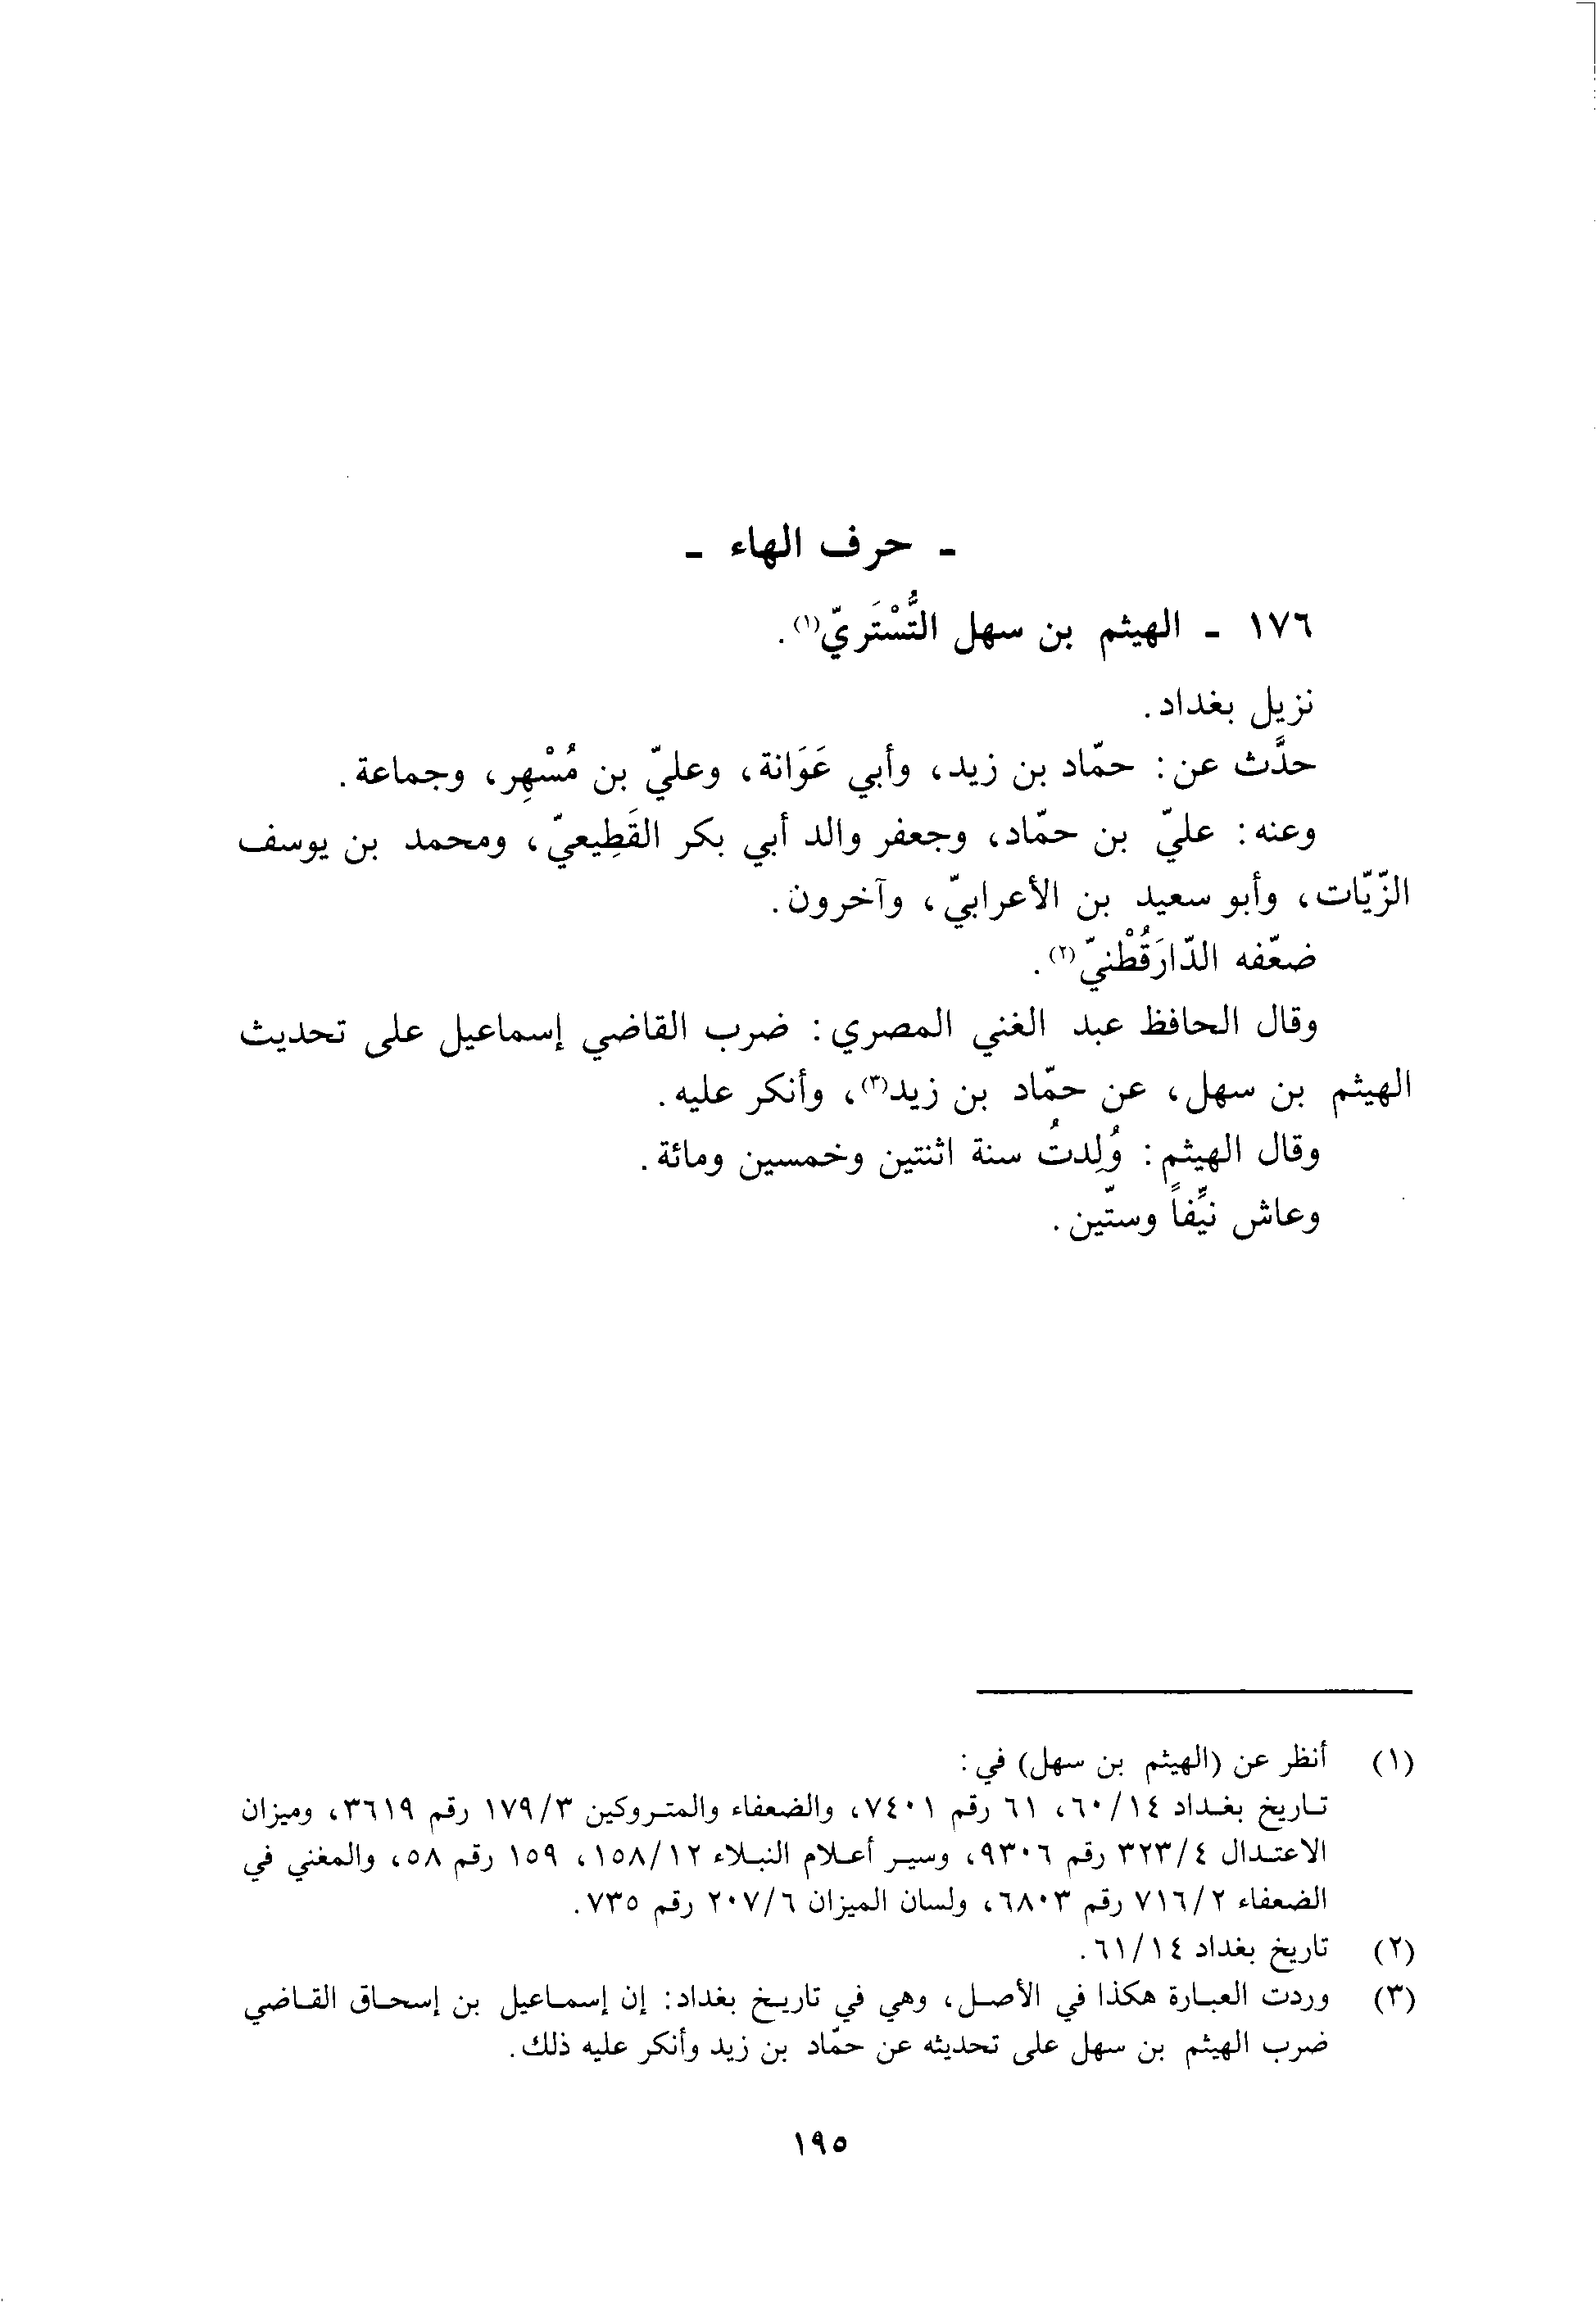 - حرف الهاء -
١٧٦ - الهيثم بن سهل التُّسْتَريّ(١).
نزيل بغداد.
حدَّث عن: حمّاد بن زيد، وأبي عَوَانة، وعليّ بن مُسْهِر، وجماعة.
وعنه: عليّ بن حمّاد، وجعفر والد أبي بكر القَطِيعيّ، ومحمد بن يوسف
الزّيّات، وأبو سعيد بن الأعرابيّ، وآخرون.
ضعّفه الدّارَقُطْنيّ(٢).
وقال الحافظ عبد الغني المصري: ضرب القاضي إسماعيل على تحديث
الهيثم بن سهل، عن حمّاد بن زيد(٣)، وأنكر عليه.
وقال الهيثم: وُلِدتُ سنة اثنتين وخمسين ومائة.
وعاش نيِّفاً وستّين.
(١) أنظر عن (الهيثم بن سهل) في:
تاريخ بغداد ١٤/ ٦٠، ٦١ رقم ٧٤٠١، والضعفاء والمتروكين ٣/ ١٧٩ رقم ٣٦١٩، وميزان
الاعتدال ٤/ ٣٢٣ رقم ٩٣٠٦، وسير أعلام النبلاء ١٢/ ١٥٨، ١٥٩ رقم ٥٨، والمغني في
الضعفاء ٢/ ٧١٦ رقم ٦٨٠٣، ولسان الميزان ٦/ ٢٠٧ رقم ٧٣٥.
(٢) تاريخ بغداد ١٤/ ٦١.
(٣) وردت العبارة هكذا في الأصل، وهي في تاريخ بغداد: إن إسماعيل بن إسحاق القاضي
ضرب الهيثم بن سهل على تحديثه عن حمّاد بن زيد وأنكر عليه ذلك.
١٩٥